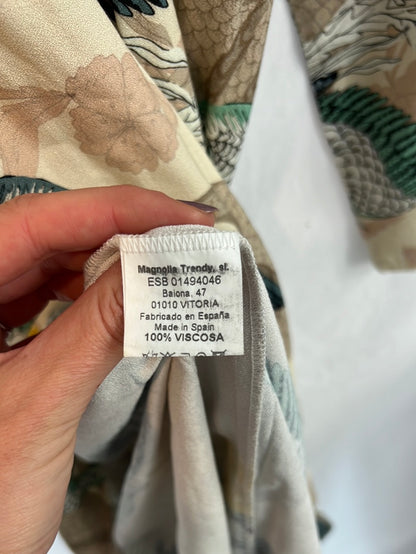 Magnolia Trendy, sl.
ESB 01494046
Baiona, 47
01010 VITORIA
Fabricado en España
Made in Spain
100% VISCOSA